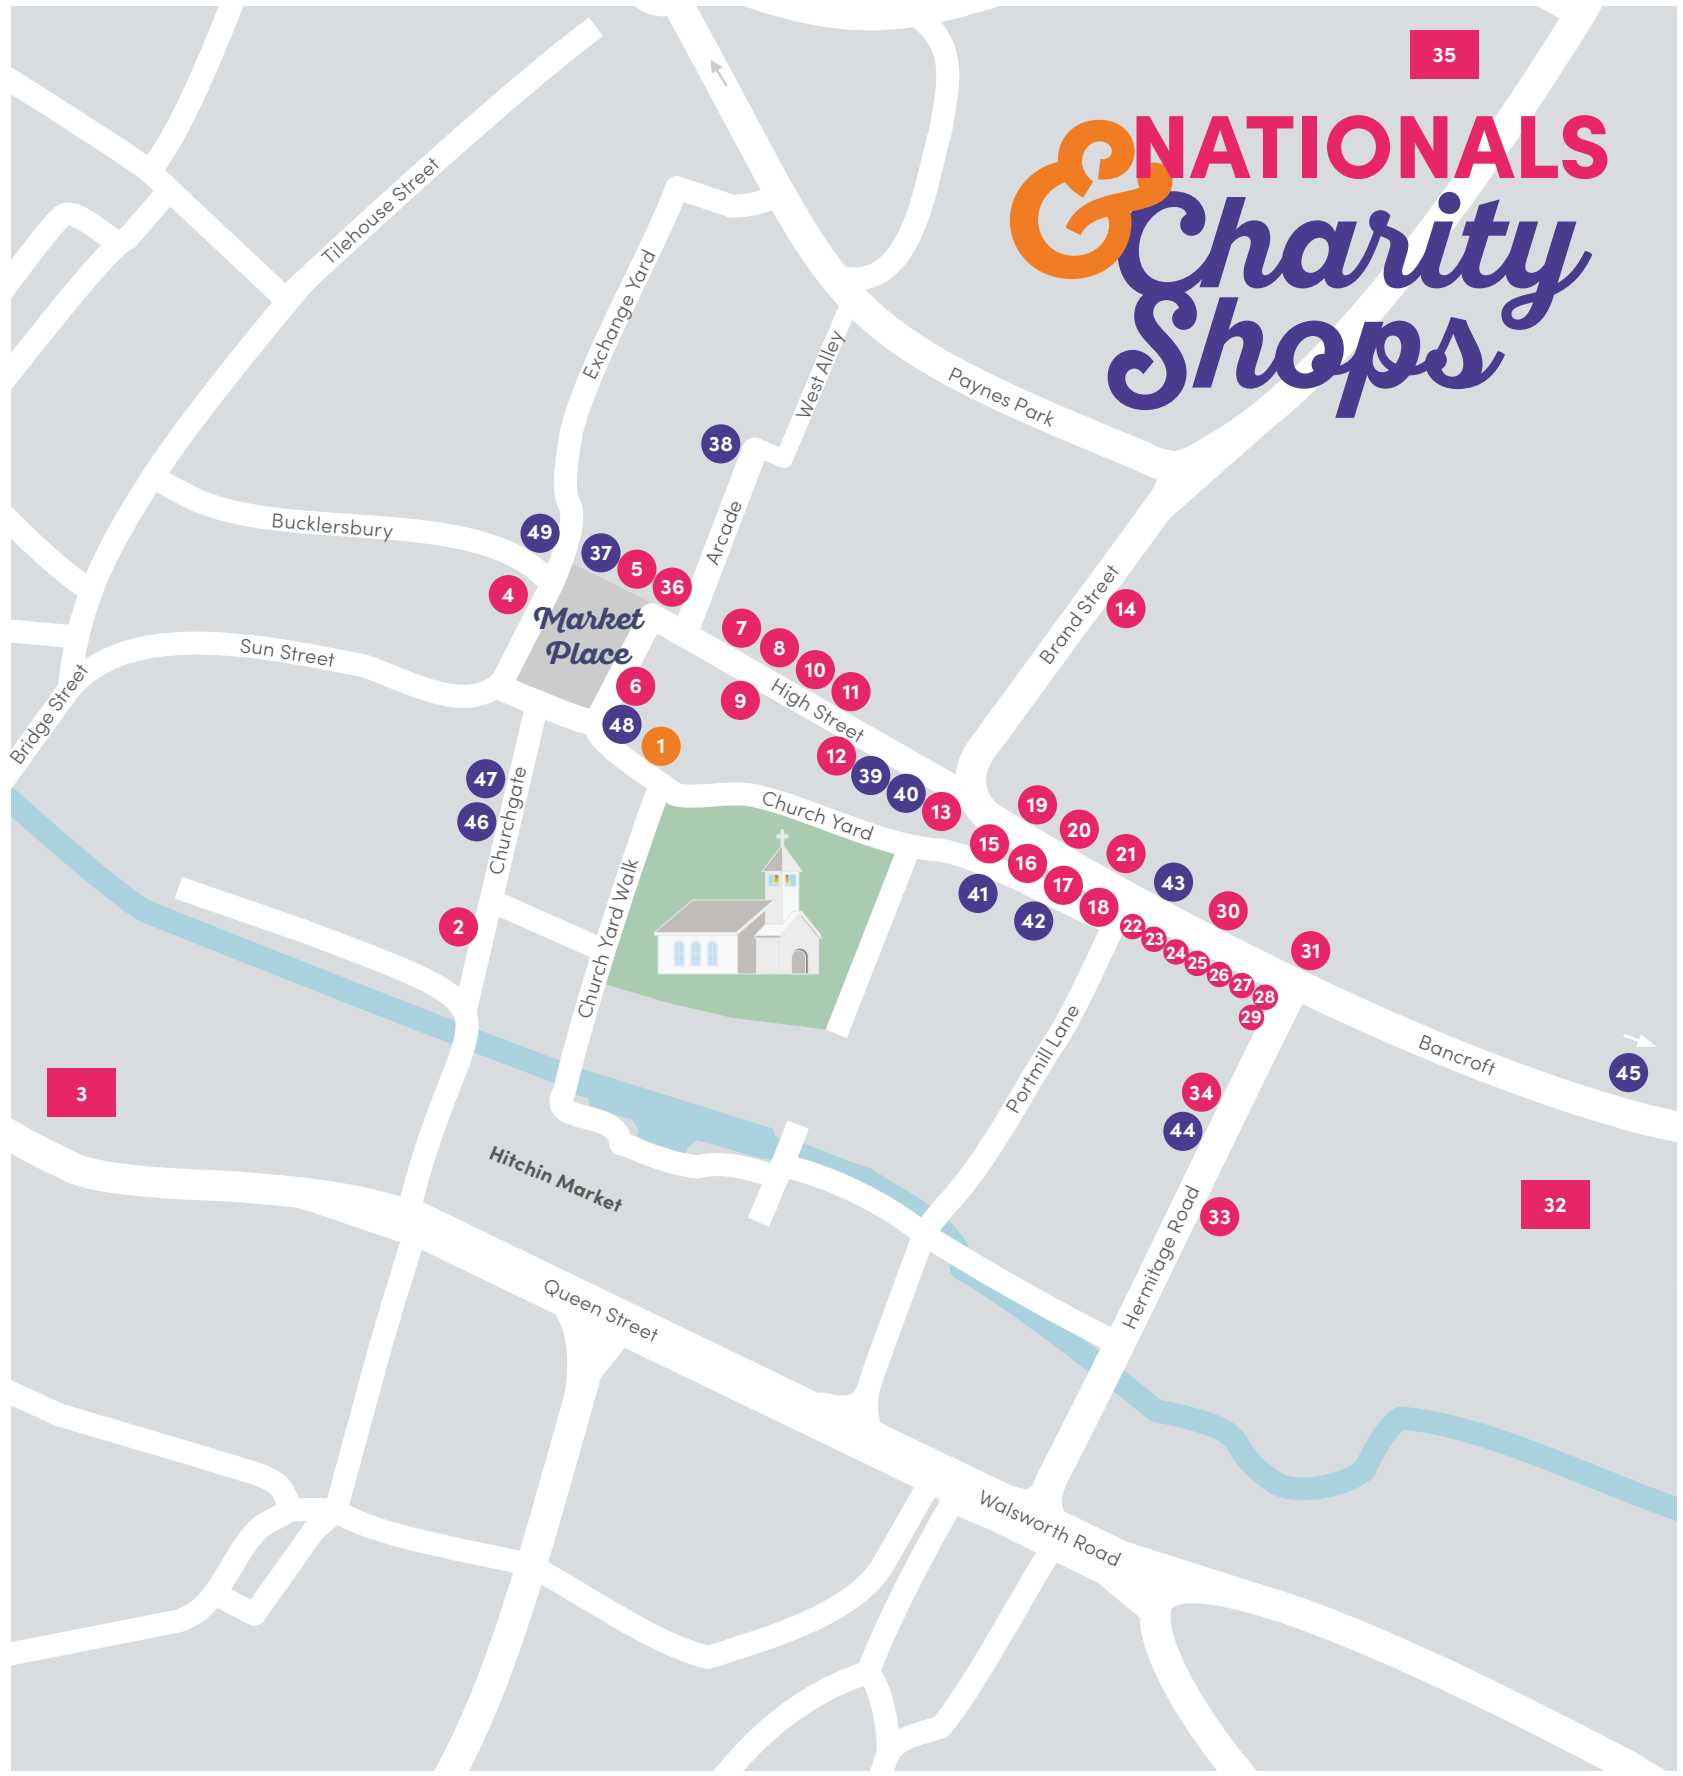 35
&NATIONALS
Charity
Shops
Tilehouse Street
Exchange Yard
West Alley
Paynes Park
38
Arcade
Bucklersbury
49
37
5
36
4
Market
Place
Brand Street
14
Sun Street
7
8
10
11
6
9
High Street
48
1
Bridge Street
12
39
40
13
47
46
Churchgate
Church Yard
19
20
21
43
30
31
15
16
17
18
41
42
22
23
24
25
26
27
28
29
2
Church Yard Walk
Portmill Lane
Bancroft
45
3
34
44
Hitchin Market
33
32
Hermitage Road
Queen Street
Walsworth Road